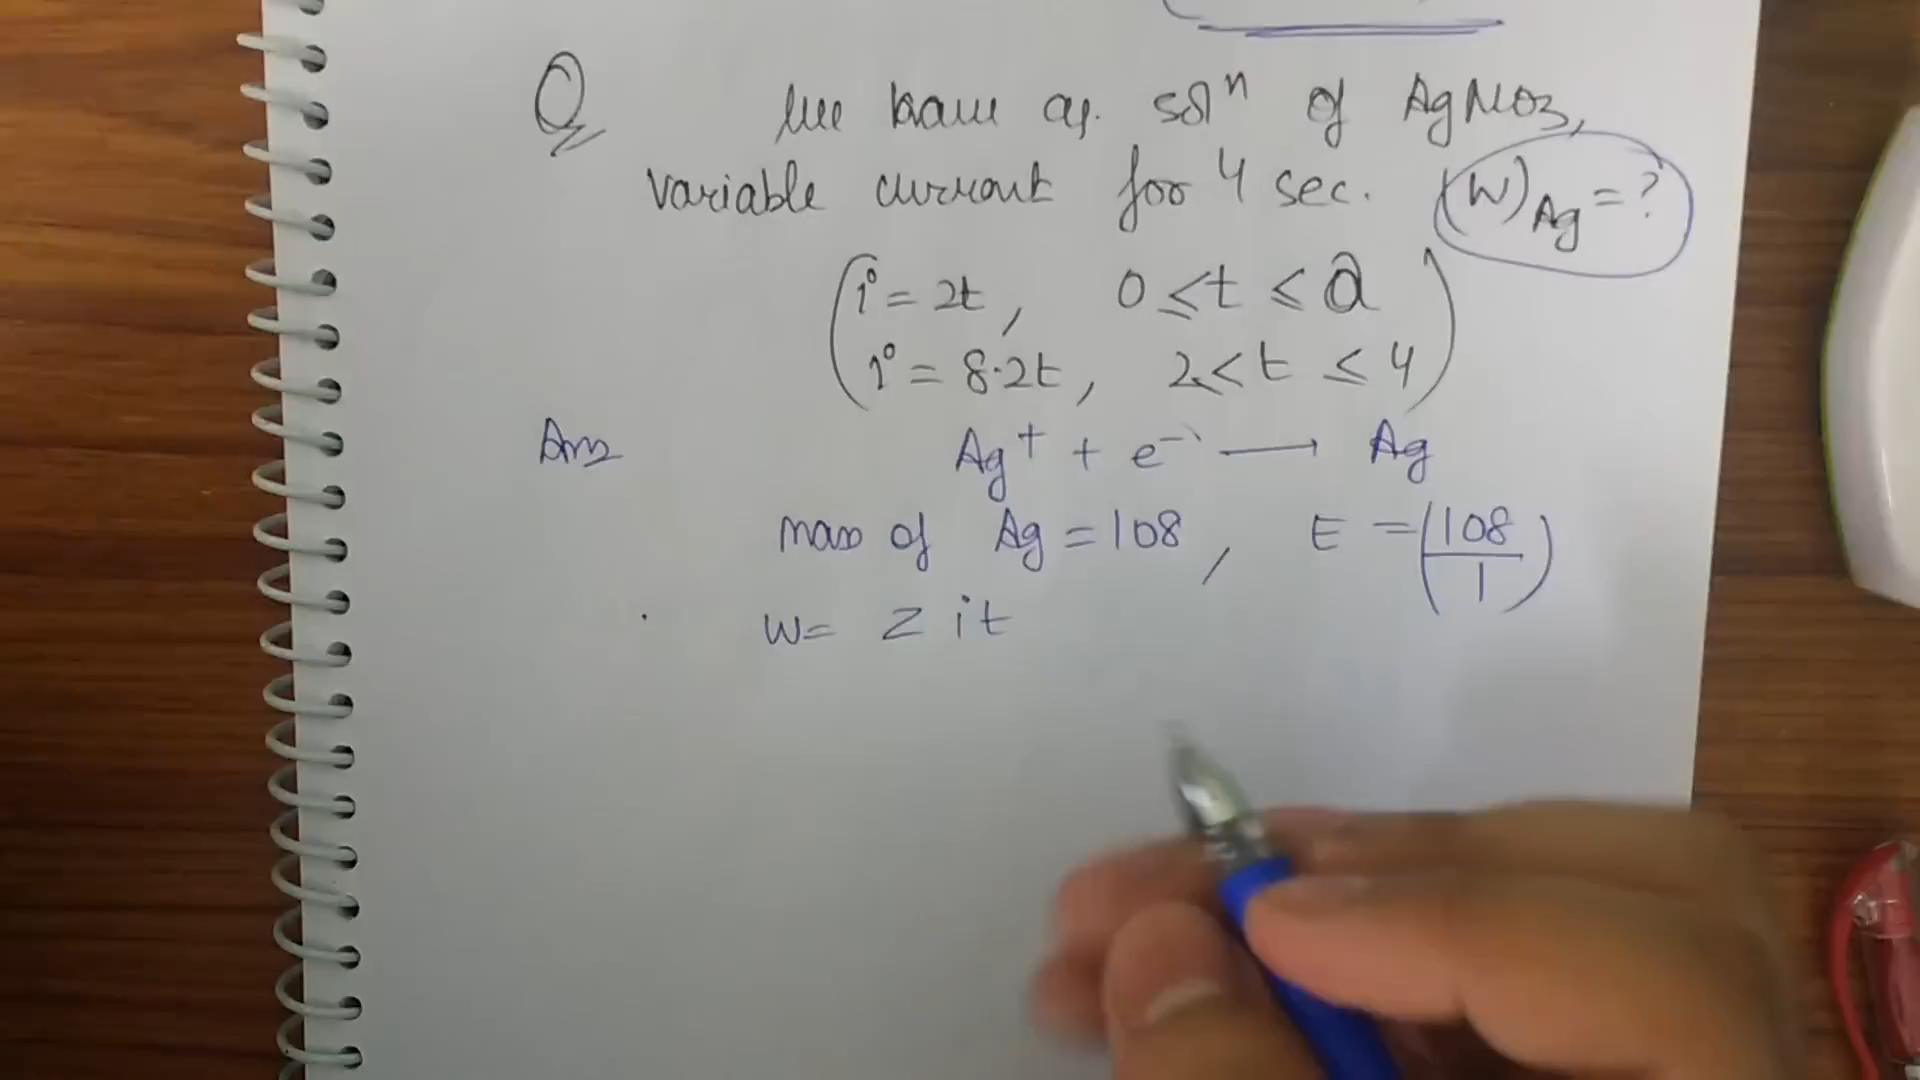 Q we have aq. solⁿ of AgNO3,
variable current for 4 sec. (W)Ag = ?
i = 2t, 0 ≤ t ≤ 2
i = 8.2t, 2 < t ≤ 4
Ans Ag⁺ + e⁻ → Ag
mass of Ag = 108, E = (108/1)
w = Z i t